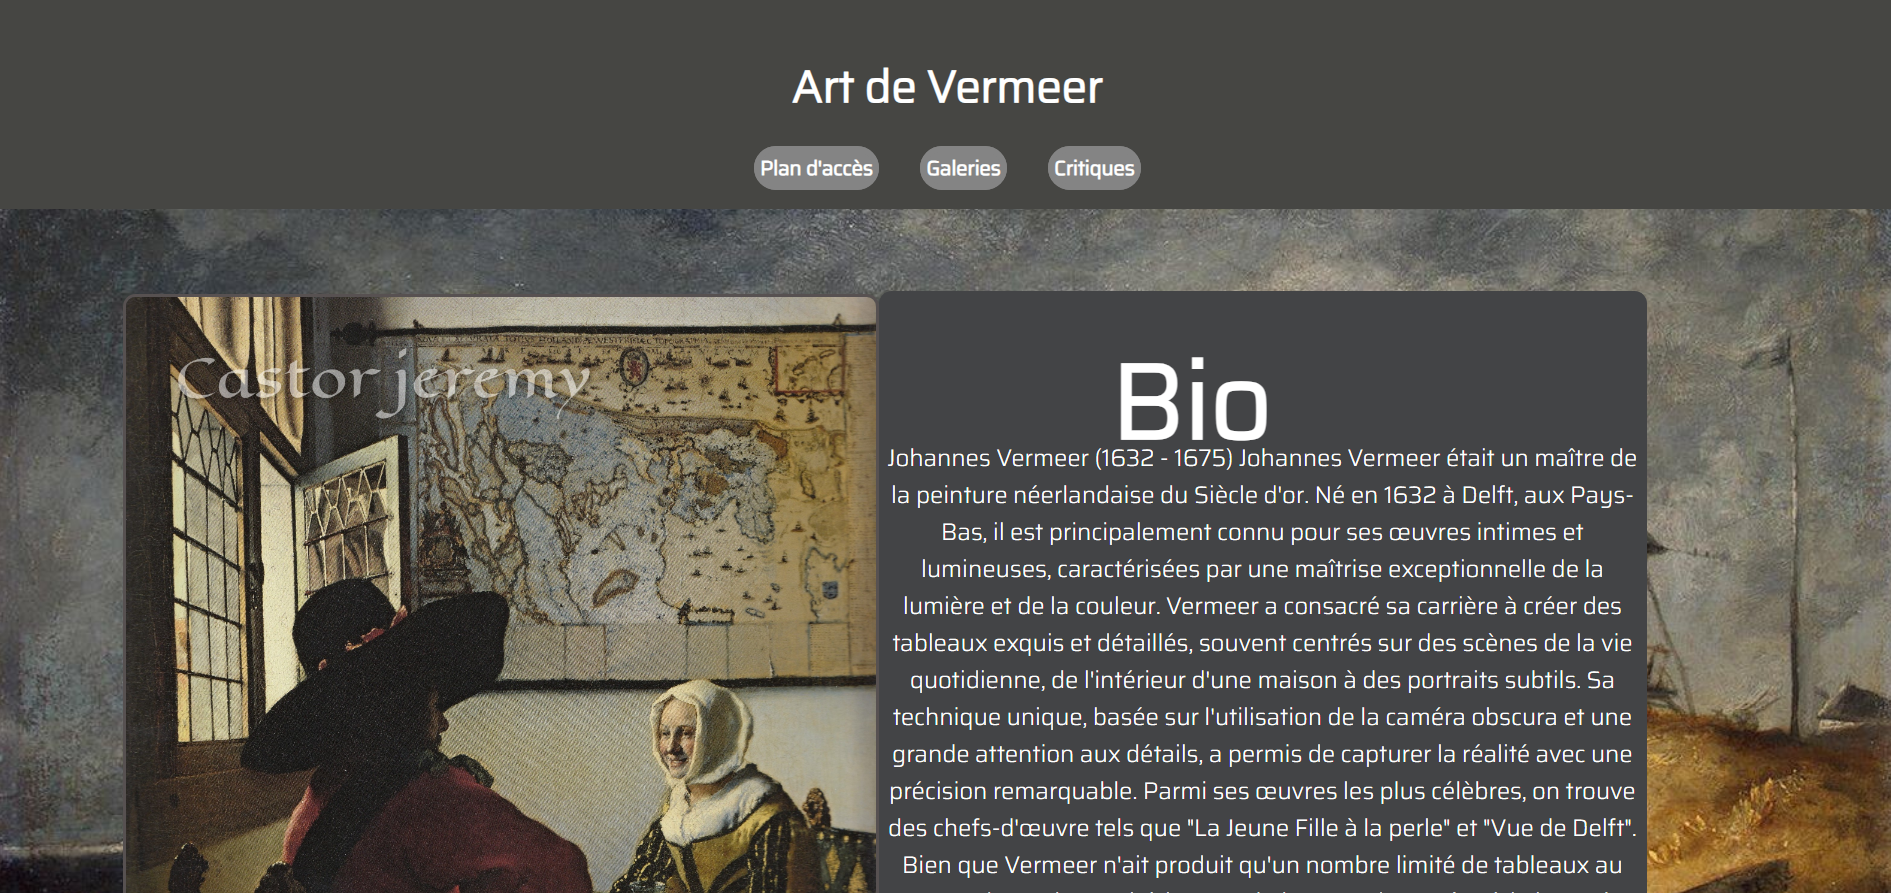 Art de Vermeer
Plan d'accès
Galeries
Critiques
Castor jeremy
Bio
Johannes Vermeer (1632 - 1675) Johannes Vermeer était un maître de
la peinture néerlandaise du Siècle d'or. Né en 1632 à Delft, aux Pays-
Bas, il est principalement connu pour ses œuvres intimes et
lumineuses, caractérisées par une maîtrise exceptionnelle de la
lumière et de la couleur. Vermeer a consacré sa carrière à créer des
tableaux exquis et détaillés, souvent centrés sur des scènes de la vie
quotidienne, de l'intérieur d'une maison à des portraits subtils. Sa
technique unique, basée sur l'utilisation de la caméra obscura et une
grande attention aux détails, a permis de capturer la réalité avec une
précision remarquable. Parmi ses œuvres les plus célèbres, on trouve
des chefs-d'œuvre tels que "La Jeune Fille à la perle" et "Vue de Delft".
Bien que Vermeer n'ait produit qu'un nombre limité de tableaux au